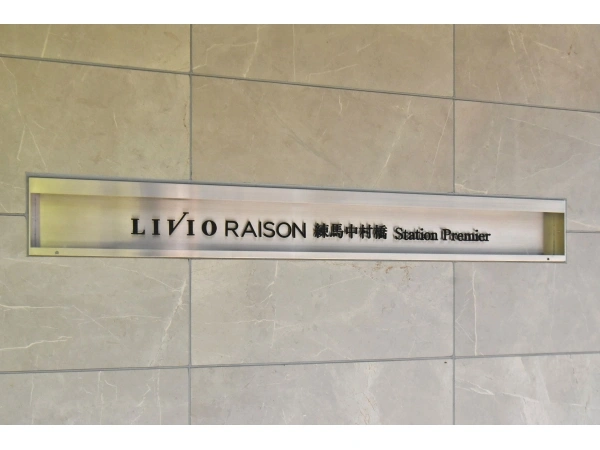 LIVIO RAISON 練馬中村橋 Station Premier